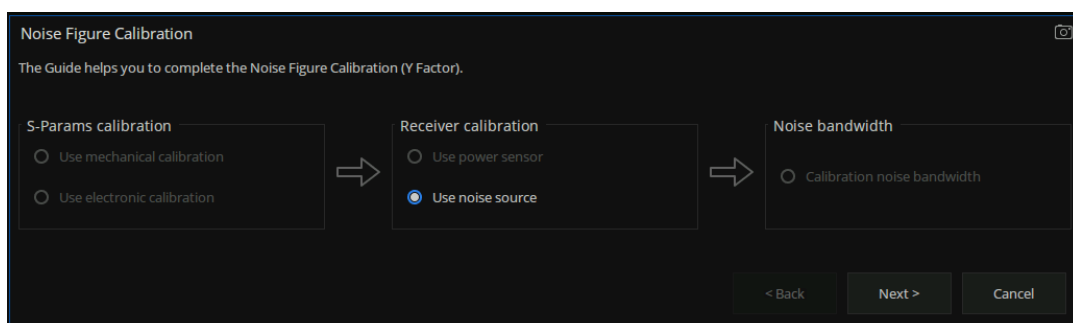 Noise Figure Calibration
The Guide helps you to complete the Noise Figure Calibration (Y Factor).
S-Params calibration
Use mechanical calibration
Use electronic calibration
Receiver calibration
Use power sensor
Use noise source
Noise bandwidth
Calibration noise bandwidth
< Back
Next >
Cancel